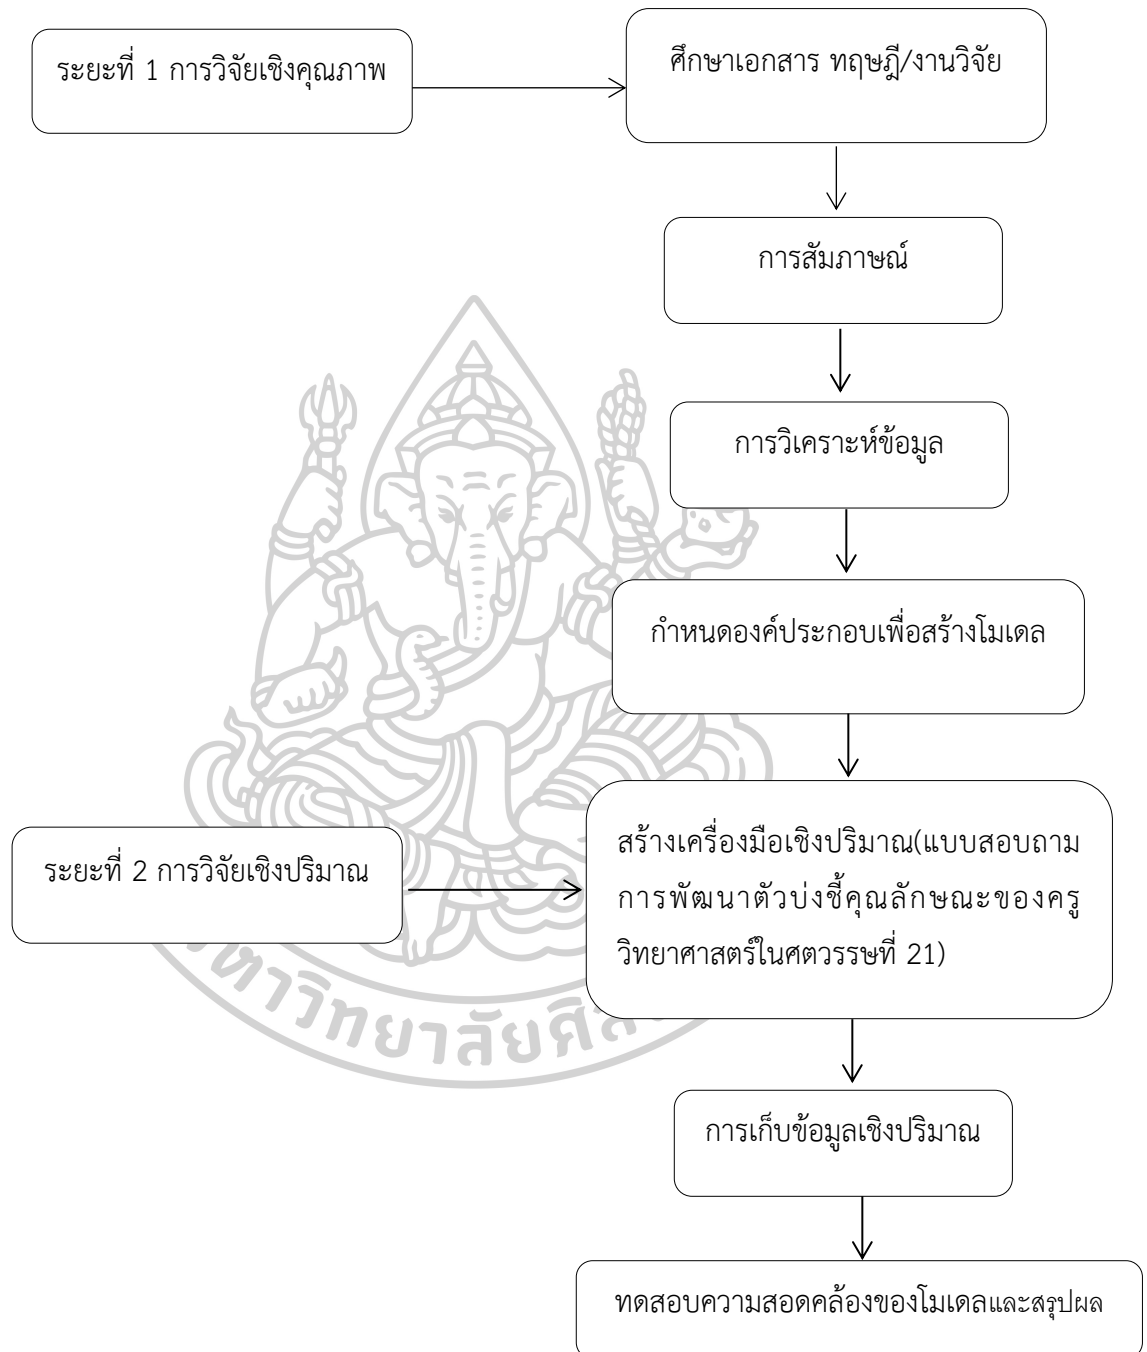 ระยะที่ 1 การวิจัยเชิงคุณภาพ
ศึกษาเอกสาร ทฤษฎี/งานวิจัย
การสัมภาษณ์
การวิเคราะห์ข้อมูล
กำหนดองค์ประกอบเพื่อสร้างโมเดล
ระยะที่ 2 การวิจัยเชิงปริมาณ
สร้างเครื่องมือเชิงปริมาณ(แบบสอบถาม
การพัฒนาตัวบ่งชี้คุณลักษณะของครู
วิทยาศาสตร์ในศตวรรษที่ 21)
การเก็บข้อมูลเชิงปริมาณ
ทดสอบความสอดคล้องของโมเดลและสรุปผล